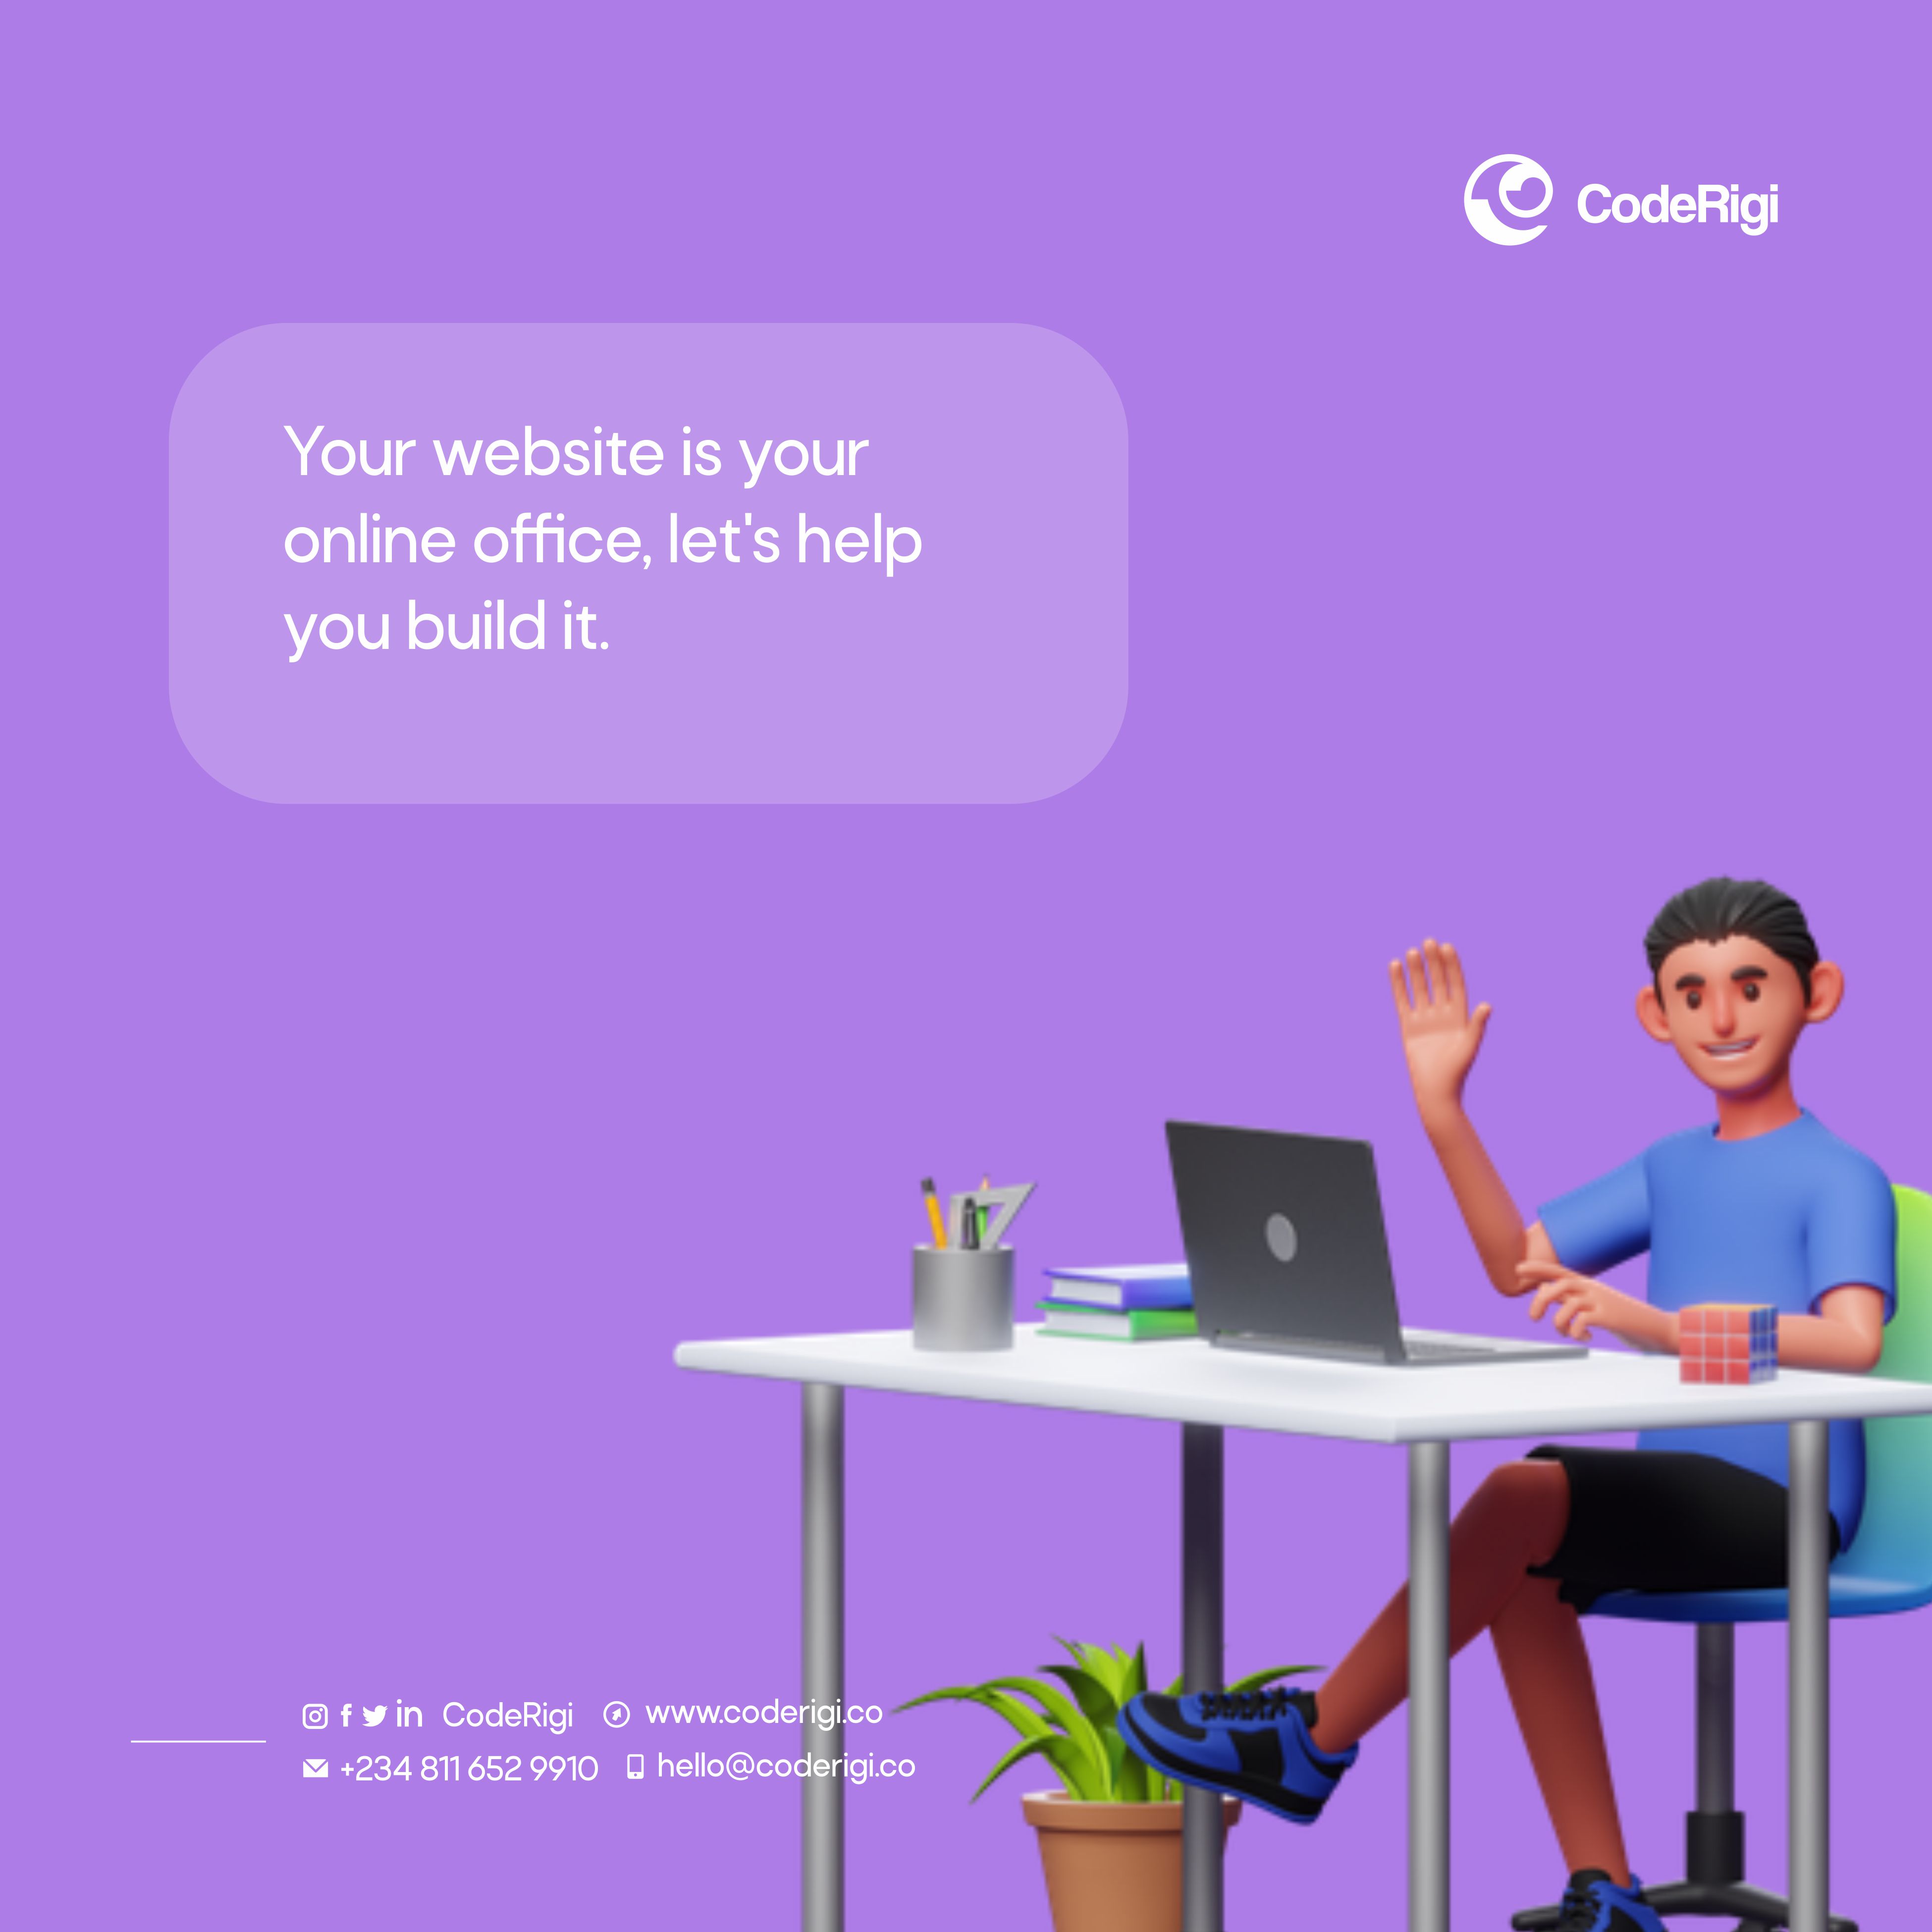 CodeRigi
Your website is your
online office, let's help
you build it.
CodeRigi www.coderigi.co
+234 811 652 9910 hello@coderigi.co